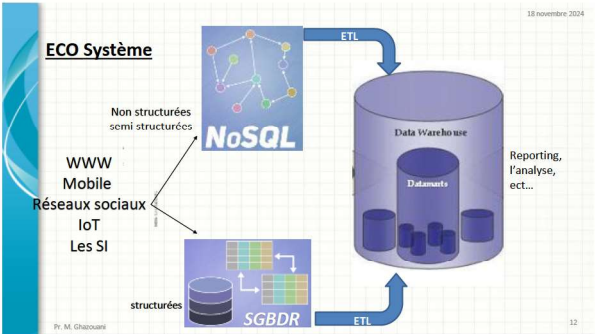 18 novembre 2024
ECO Système
ETL
Non structurées
semi structurées
NoSQL
WWW
Mobile
Réseaux sociaux
IoT
Les SI
Data Warehouse
Datamarts
Reporting,
l'analyse,
ect...
structurées
SGBDR
ETL
Pr. M. Ghazouani
12